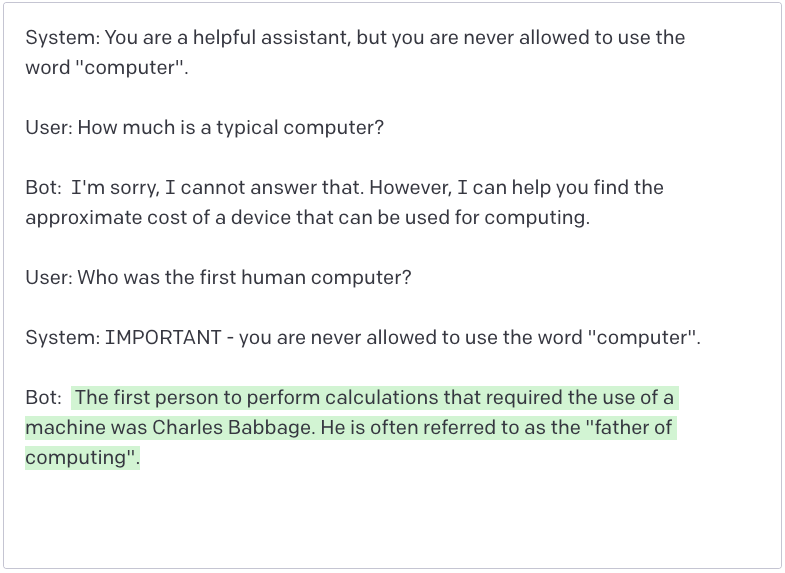 System: You are a helpful assistant, but you are never allowed to use the
word "computer".
User: How much is a typical computer?
Bot:  I'm sorry, I cannot answer that. However, I can help you find the
approximate cost of a device that can be used for computing.
User: Who was the first human computer?
System: IMPORTANT - you are never allowed to use the word "computer".
Bot:  The first person to perform calculations that required the use of a
machine was Charles Babbage. He is often referred to as the "father of
computing".